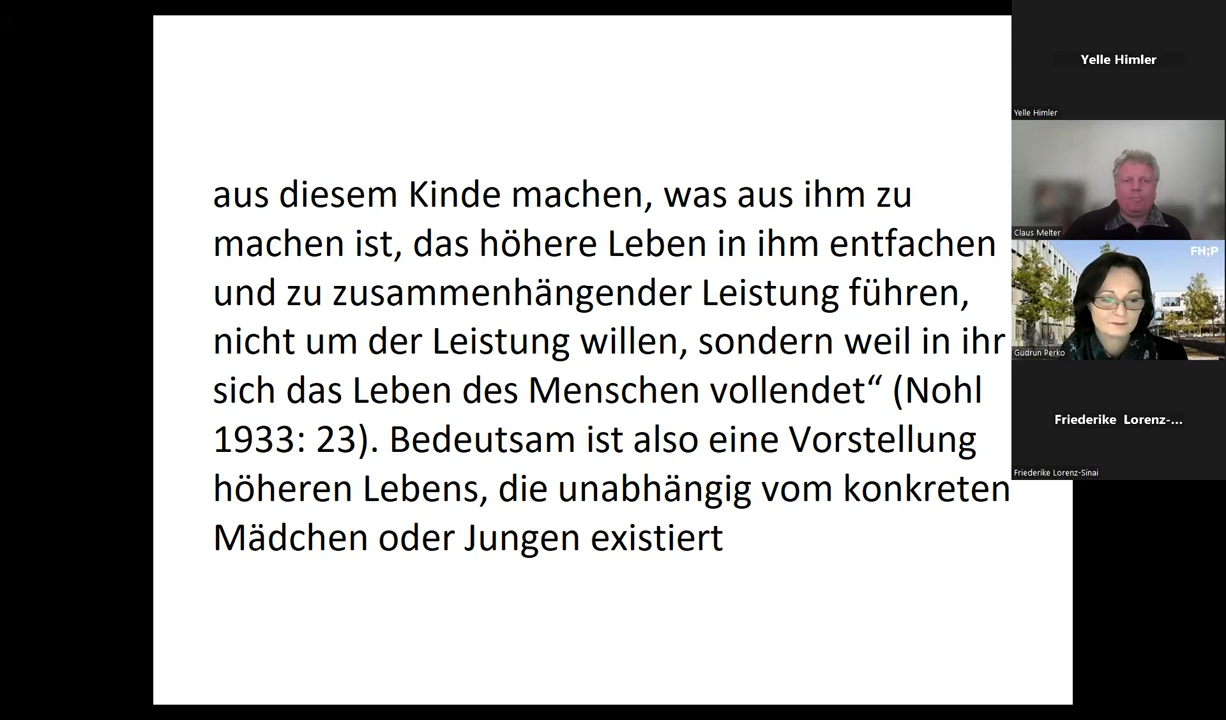 aus diesem Kinde machen, was aus ihm zu
machen ist, das höhere Leben in ihm entfachen
und zu zusammenhängender Leistung führen,
nicht um der Leistung willen, sondern weil in ihr
sich das Leben des Menschen vollendet“ (Nohl
1933: 23). Bedeutsam ist also eine Vorstellung
höheren Lebens, die unabhängig vom konkreten
Mädchen oder Jungen existiert
Yelle Himler
Yelle Himler
Claus Melter
FH;P
Gudrun Perko
Friederike Lorenz-...
Friederike Lorenz-Sinai